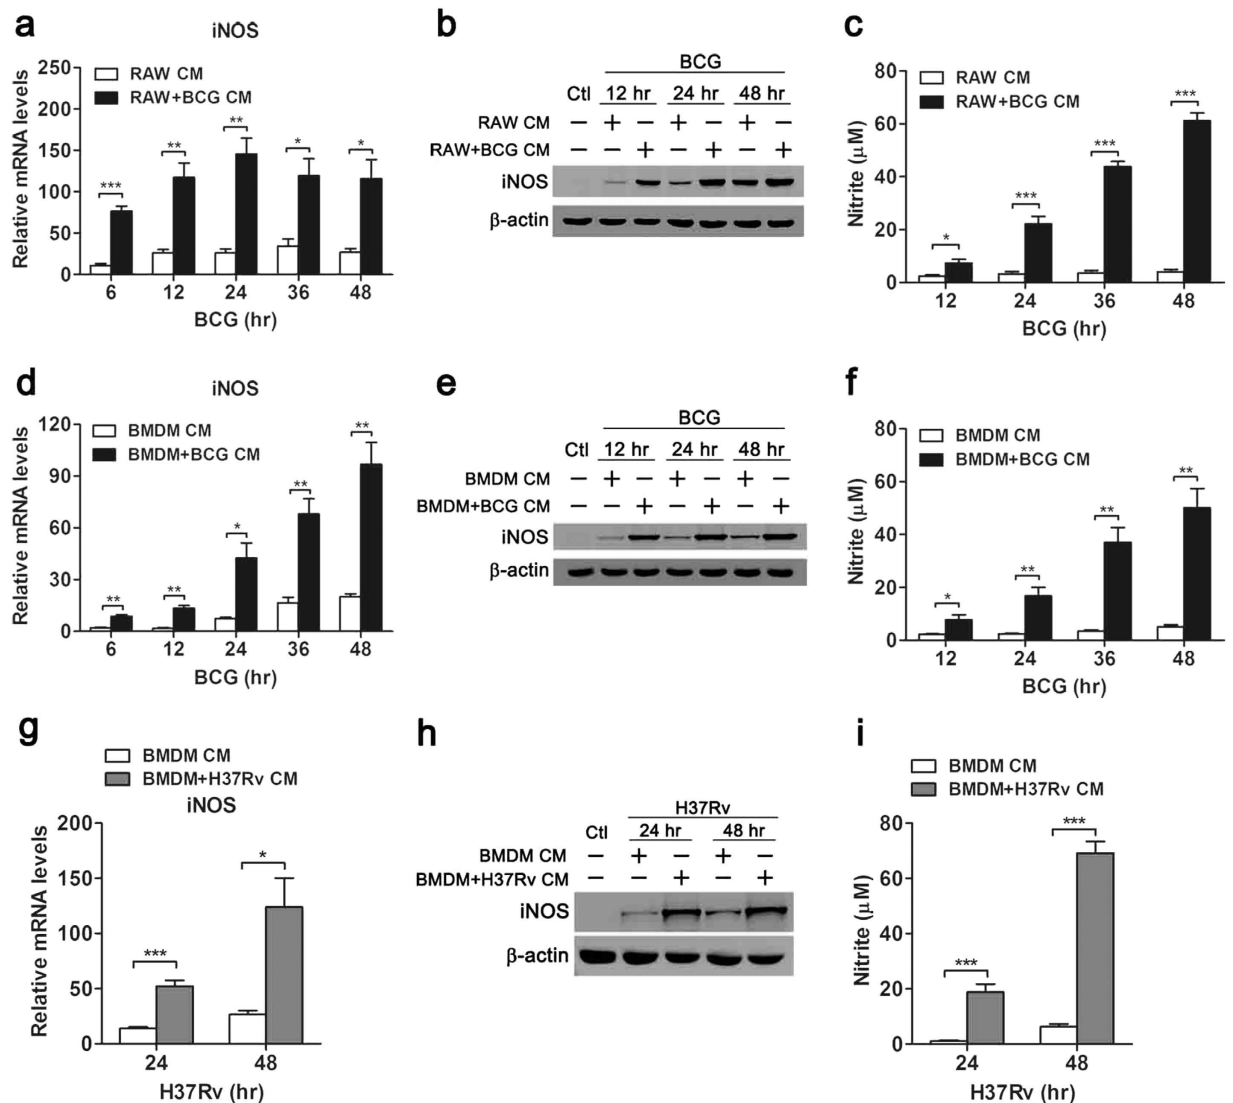 a
iNOS
Relative mRNA levels
RAW CM
RAW+BCG CM
250
200
150
100
50
0
*** ** ** * *
6 12 24 36 48
BCG (hr)
b
BCG
Ctl 12 hr 24 hr 48 hr
RAW CM − + − + − + −
RAW+BCG CM − − + − + − +
iNOS
β-actin
c
RAW CM
RAW+BCG CM
Nitrite (μM)
80
60
40
20
0
* *** *** ***
12 24 36 48
BCG (hr)
d
iNOS
Relative mRNA levels
BMDM CM
BMDM+BCG CM
120
90
60
30
0
** ** * ** **
6 12 24 36 48
BCG (hr)
e
BCG
Ctl 12 hr 24 hr 48 hr
BMDM CM − + − + − + −
BMDM+BCG CM − − + − + − +
iNOS
β-actin
f
BMDM CM
BMDM+BCG CM
Nitrite (μM)
80
60
40
20
0
* ** ** **
12 24 36 48
BCG (hr)
g
BMDM CM
BMDM+H37Rv CM
iNOS
Relative mRNA levels
200
150
100
50
0
*** *
24 48
H37Rv (hr)
h
H37Rv
Ctl 24 hr 48 hr
BMDM CM − + − + −
BMDM+H37Rv CM − − + − +
iNOS
β-actin
i
BMDM CM
BMDM+H37Rv CM
Nitrite (μM)
80
60
40
20
0
*** ***
24 48
H37Rv (hr)